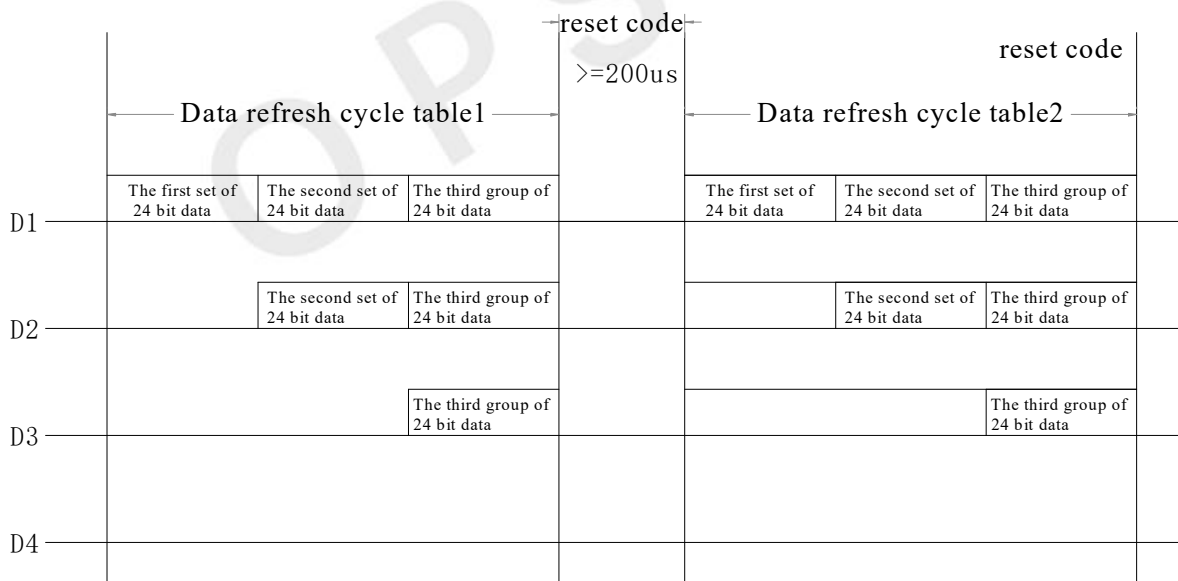 OPS
reset code
>=200us
reset code
Data refresh cycle table1
Data refresh cycle table2
The first set of
24 bit data
The second set of
24 bit data
The third group of
24 bit data
The first set of
24 bit data
The second set of
24 bit data
The third group of
24 bit data
D1
The second set of
24 bit data
The third group of
24 bit data
The second set of
24 bit data
The third group of
24 bit data
D2
The third group of
24 bit data
The third group of
24 bit data
D3
D4